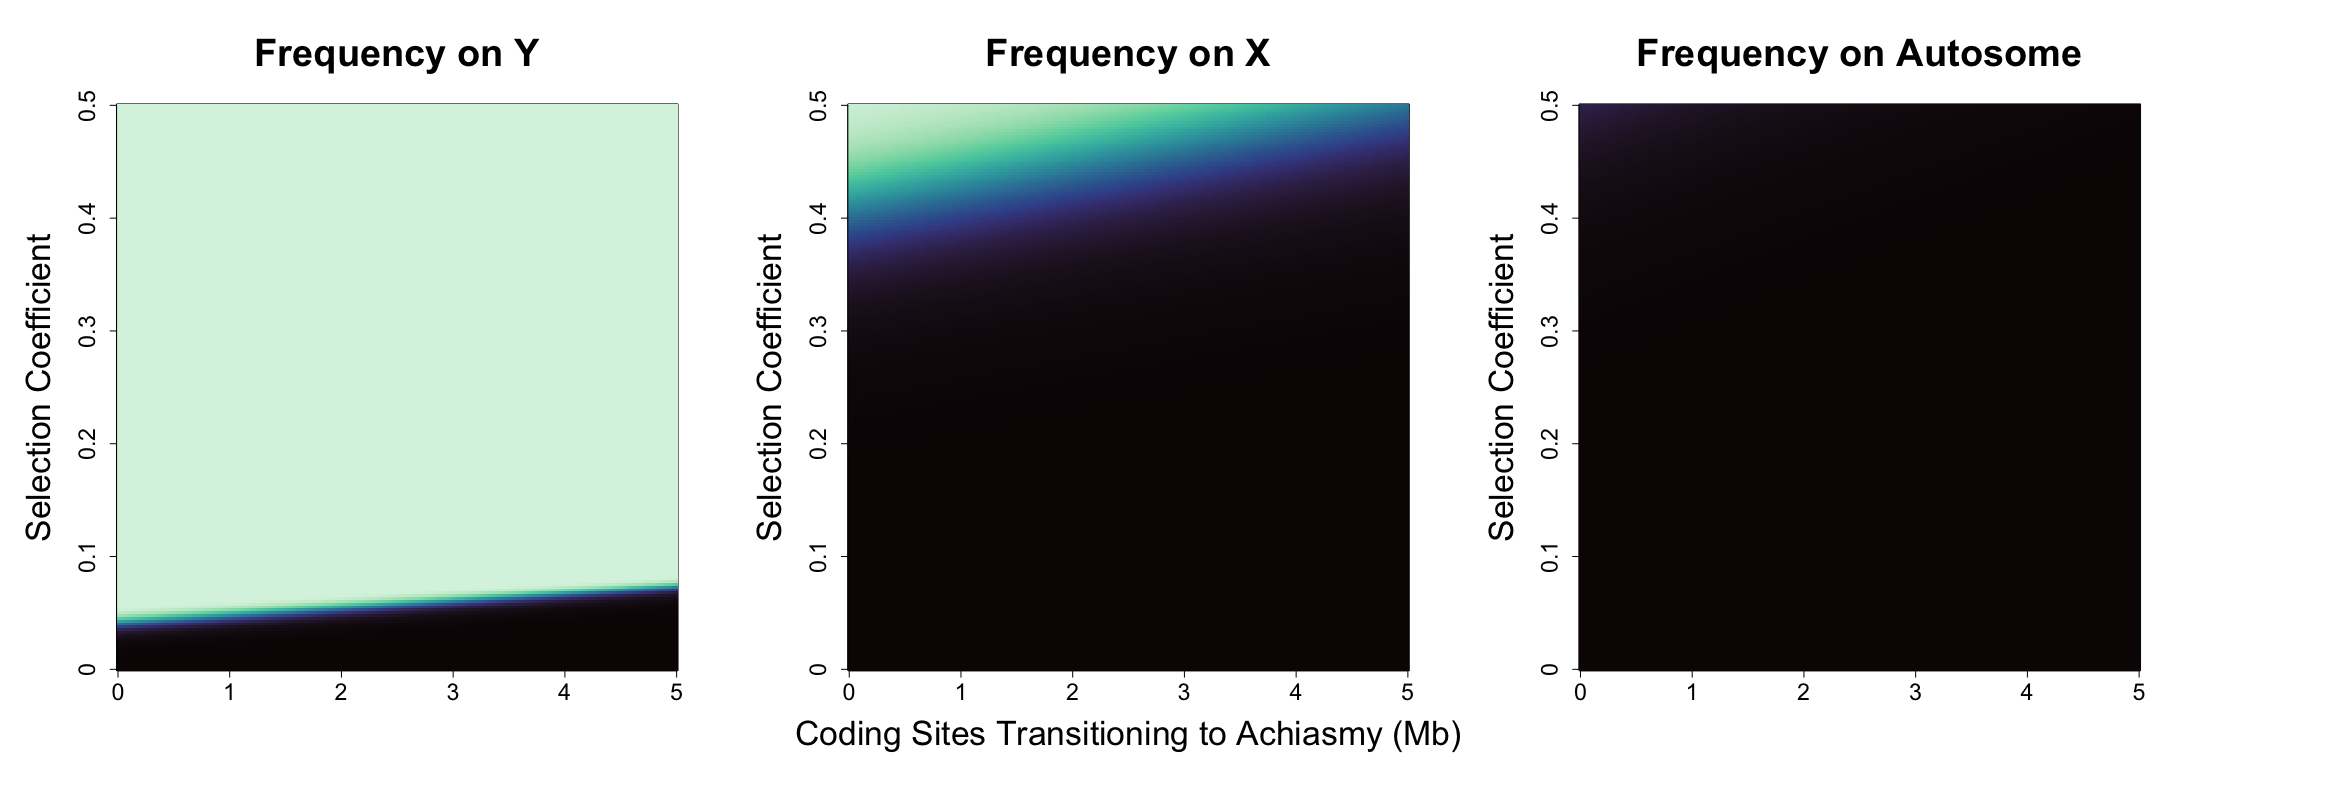 Frequency on Y
Frequency on X
Frequency on Autosome
Selection Coefficient
0.5
0.4
0.3
0.2
0.1
0
0 1 2 3 4 5
Selection Coefficient
0.5
0.4
0.3
0.2
0.1
0
0 1 2 3 4 5
Selection Coefficient
0.5
0.4
0.3
0.2
0.1
0
0 1 2 3 4 5
Coding Sites Transitioning to Achiasmy (Mb)